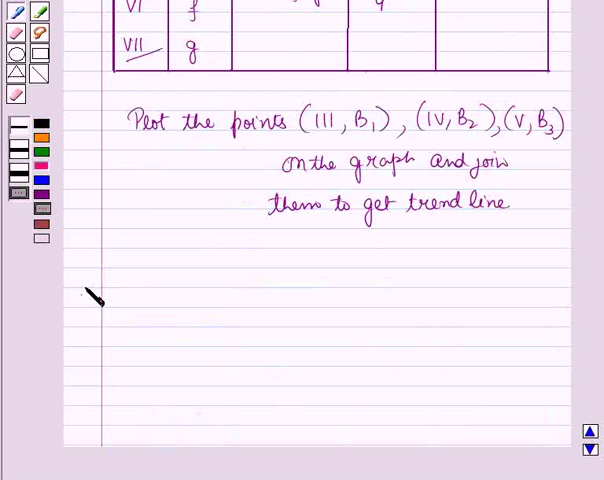 VI f
VII g
Plot the points (III, B₁), (IV, B₂), (V, B₃)
on the graph and join
them to get trend line